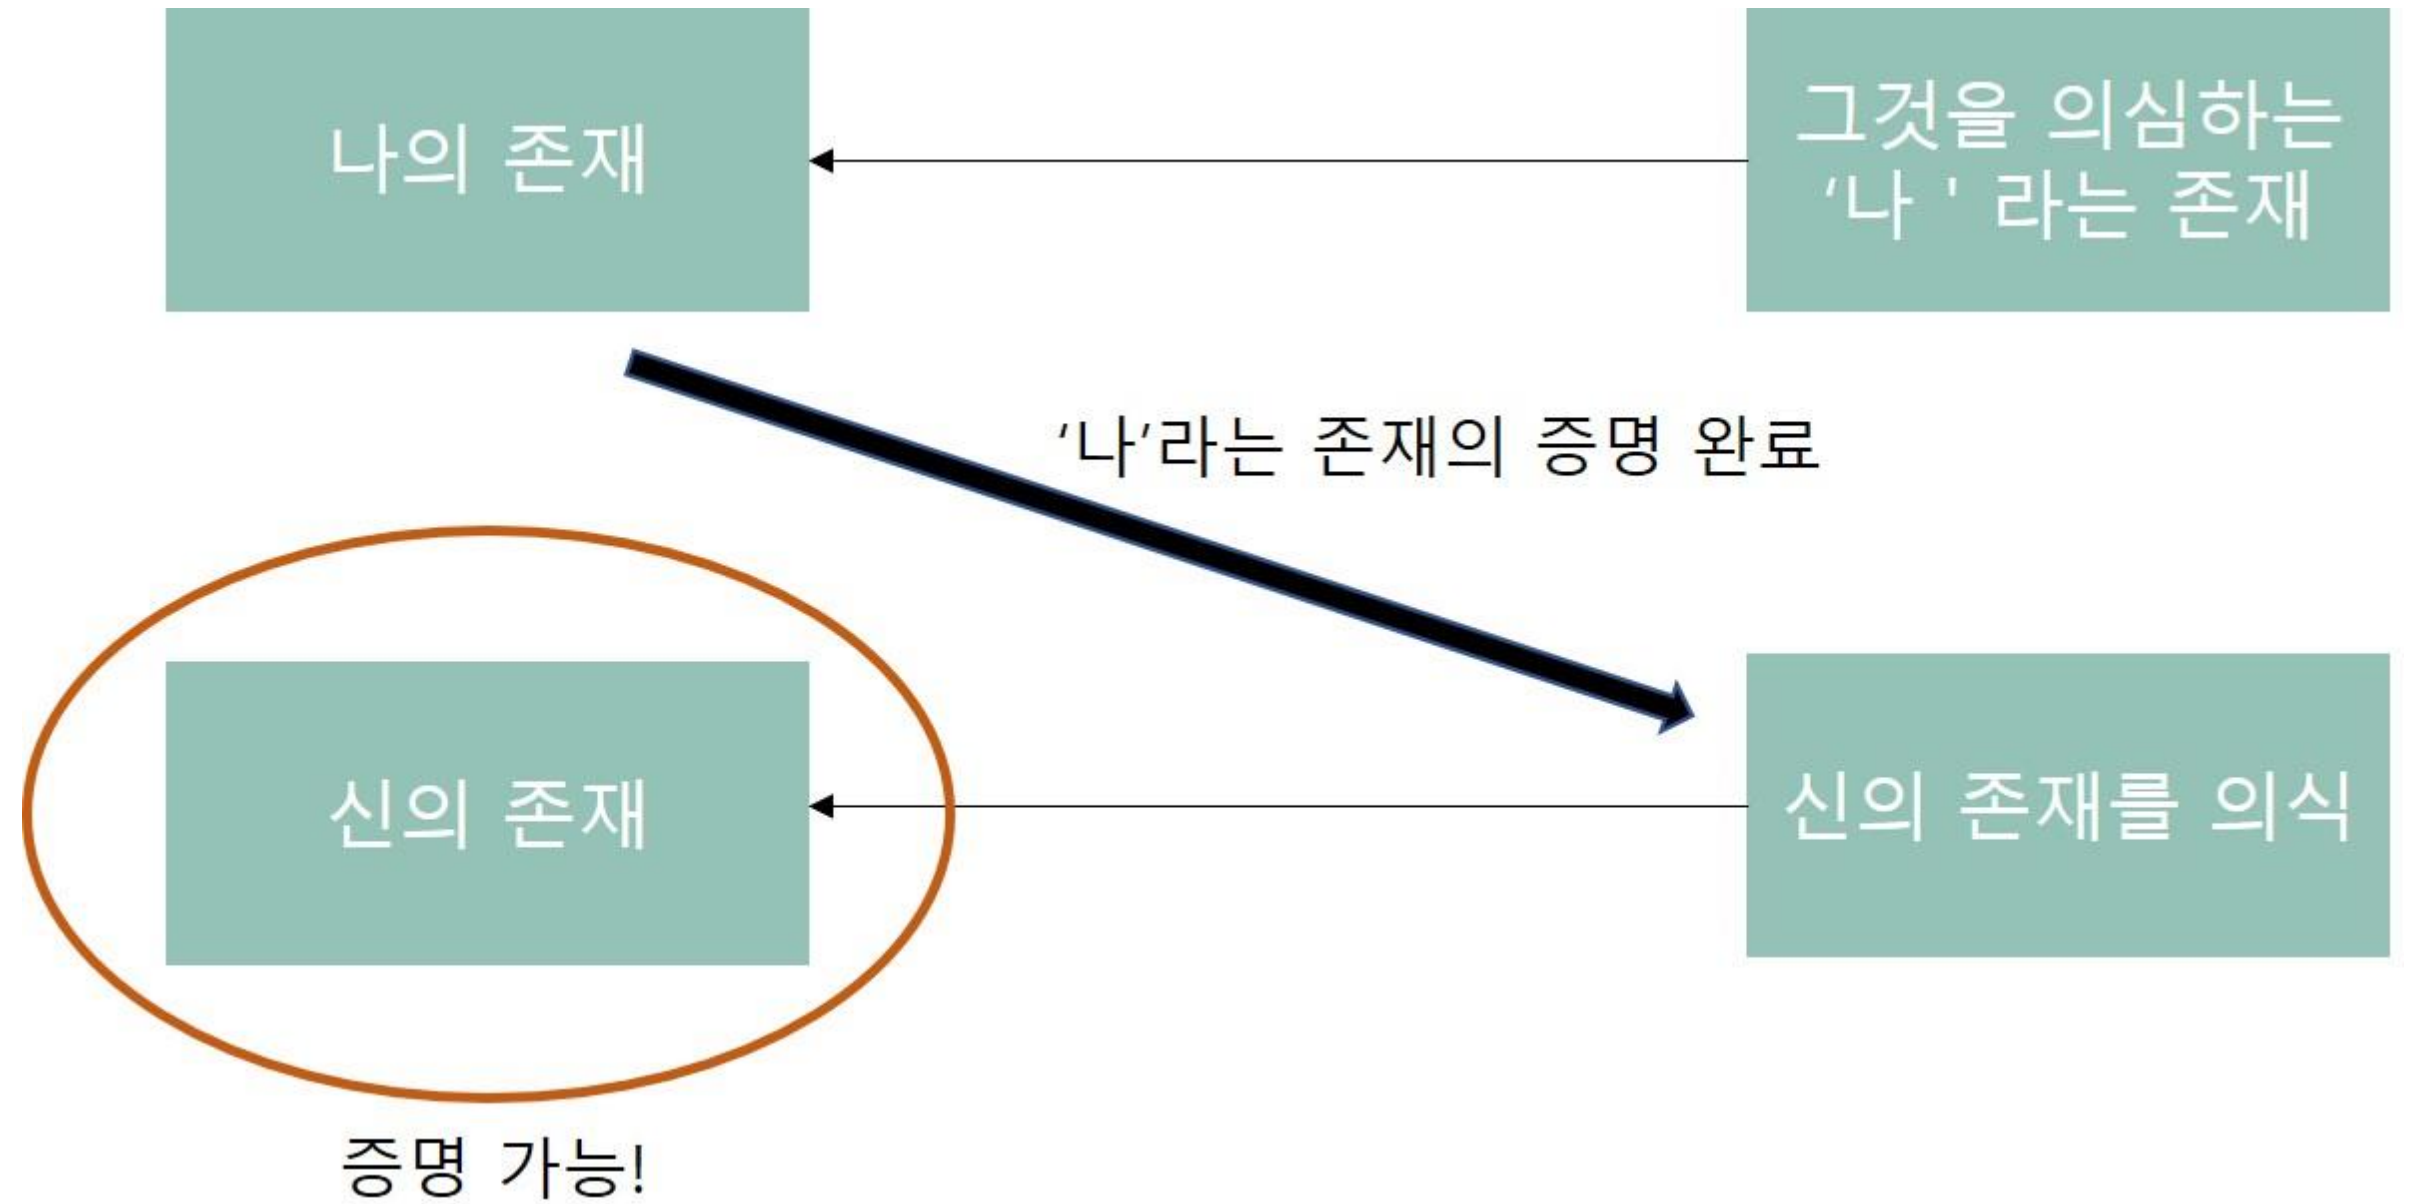 나의 존재
그것을 의심하는
‘나 ' 라는 존재
‘나’라는 존재의 증명 완료
신의 존재
신의 존재를 의식
증명 가능!